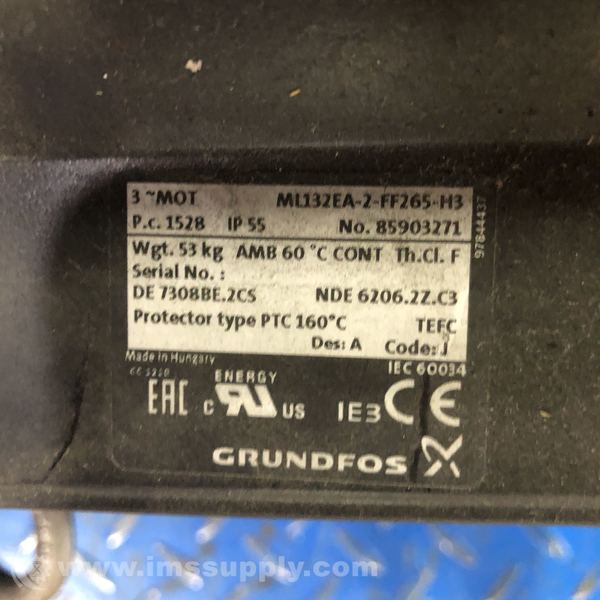 3 ~MOT ML132EA-2-FF265-H3
P.c. 1528 IP 55 No. 85903271
Wgt. 53 kg AMB 60 °C CONT Th.Cl. F
Serial No. :
DE 7308BE.2CS NDE 6206.2Z.C3
Protector type PTC 160°C TEFC
Des: A Code: J
Made in Hungary IEC 60034
97844437
ENERGY
EAC c RU US IE3 CE
GRUNDFOS
www.imssupply.com